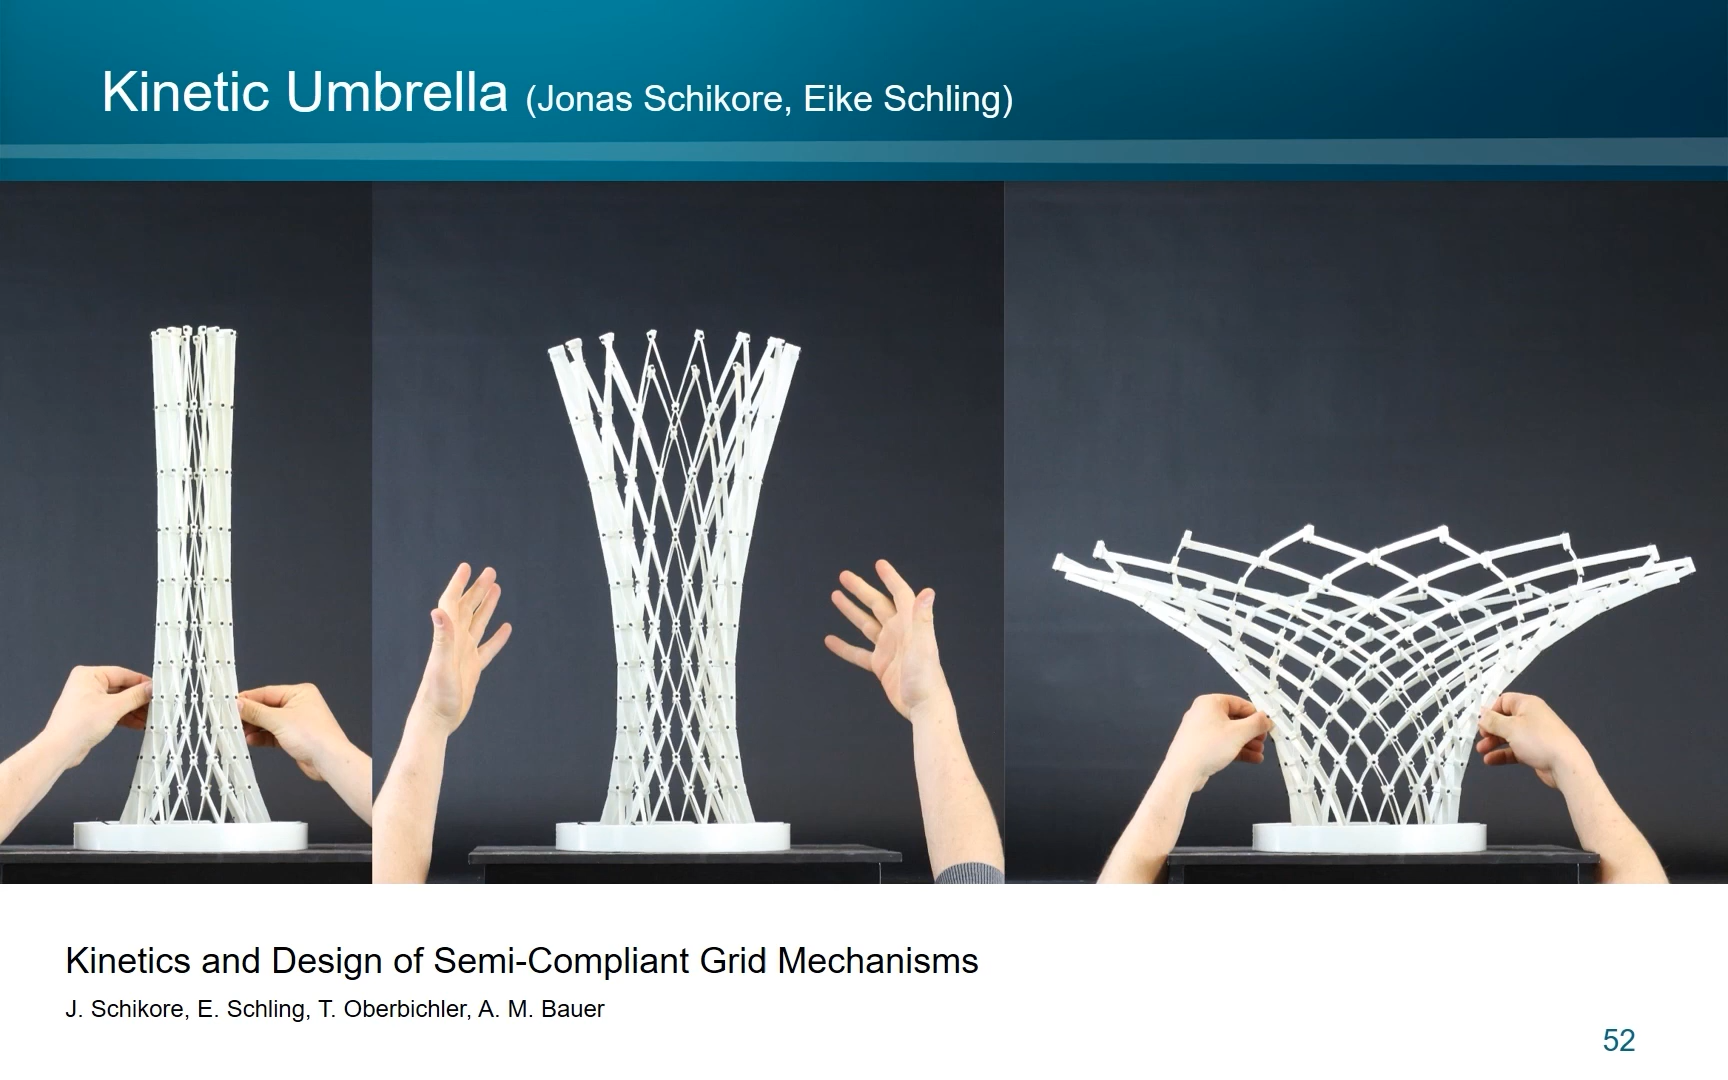 Kinetic Umbrella (Jonas Schikore, Eike Schling)
Kinetics and Design of Semi-Compliant Grid Mechanisms
J. Schikore, E. Schling, T. Oberbichler, A. M. Bauer
52